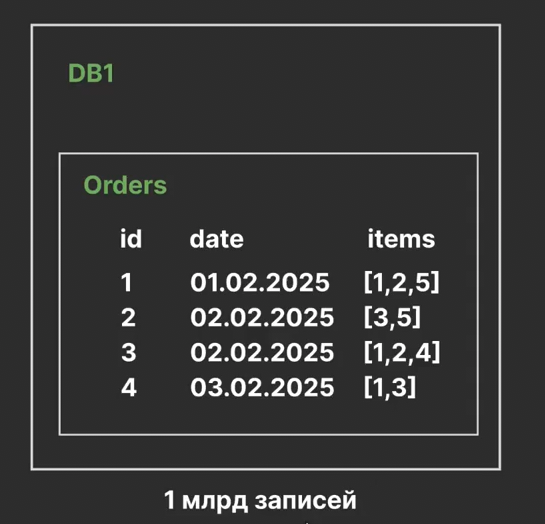 DB1
Orders
id date items
1 01.02.2025 [1,2,5]
2 02.02.2025 [3,5]
3 02.02.2025 [1,2,4]
4 03.02.2025 [1,3]
1 млрд записей